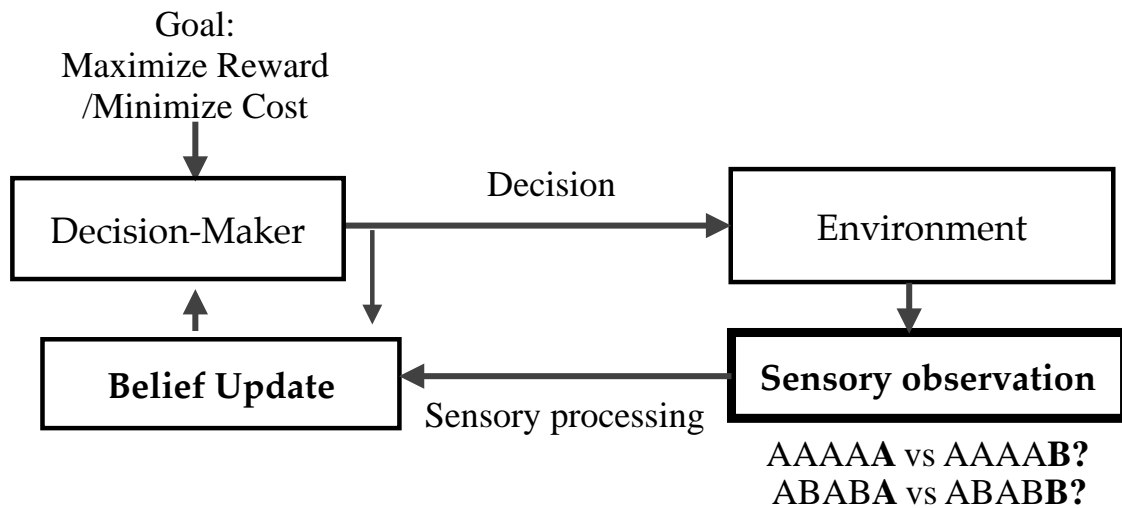 Goal:
Maximize Reward
/Minimize Cost
Decision
Decision-Maker
Environment
Belief Update
Sensory observation
Sensory processing
AAAAA vs AAAAB?
ABABA vs ABABB?